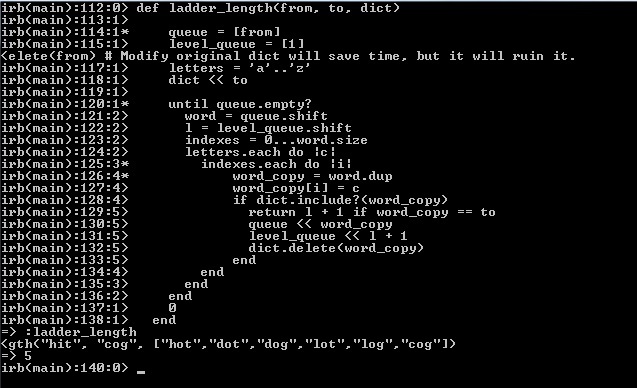 irb(main):112:0> def ladder_length(from, to, dict)
irb(main):113:1>
irb(main):114:1*     queue = [from]
irb(main):115:1>     level_queue = [1]
<elete(from) # Modify original dict will save time, but it will ruin it.
irb(main):117:1>     letters = 'a'..'z'
irb(main):118:1>     dict << to
irb(main):119:1>
irb(main):120:1*     until queue.empty?
irb(main):121:2>       word = queue.shift
irb(main):122:2>       l = level_queue.shift
irb(main):123:2>       indexes = 0...word.size
irb(main):124:2>       letters.each do |c|
irb(main):125:3*         indexes.each do |i|
irb(main):126:4*             word_copy = word.dup
irb(main):127:4>             word_copy[i] = c
irb(main):128:4>             if dict.include?(word_copy)
irb(main):129:5>               return l + 1 if word_copy == to
irb(main):130:5>               queue << word_copy
irb(main):131:5>               level_queue << l + 1
irb(main):132:5>               dict.delete(word_copy)
irb(main):133:5>             end
irb(main):134:4>         end
irb(main):135:3>       end
irb(main):136:2>     end
irb(main):137:1>     0
irb(main):138:1>   end
=> :ladder_length
<gth("hit", "cog", ["hot","dot","dog","lot","log","cog"])
=> 5
irb(main):140:0> _